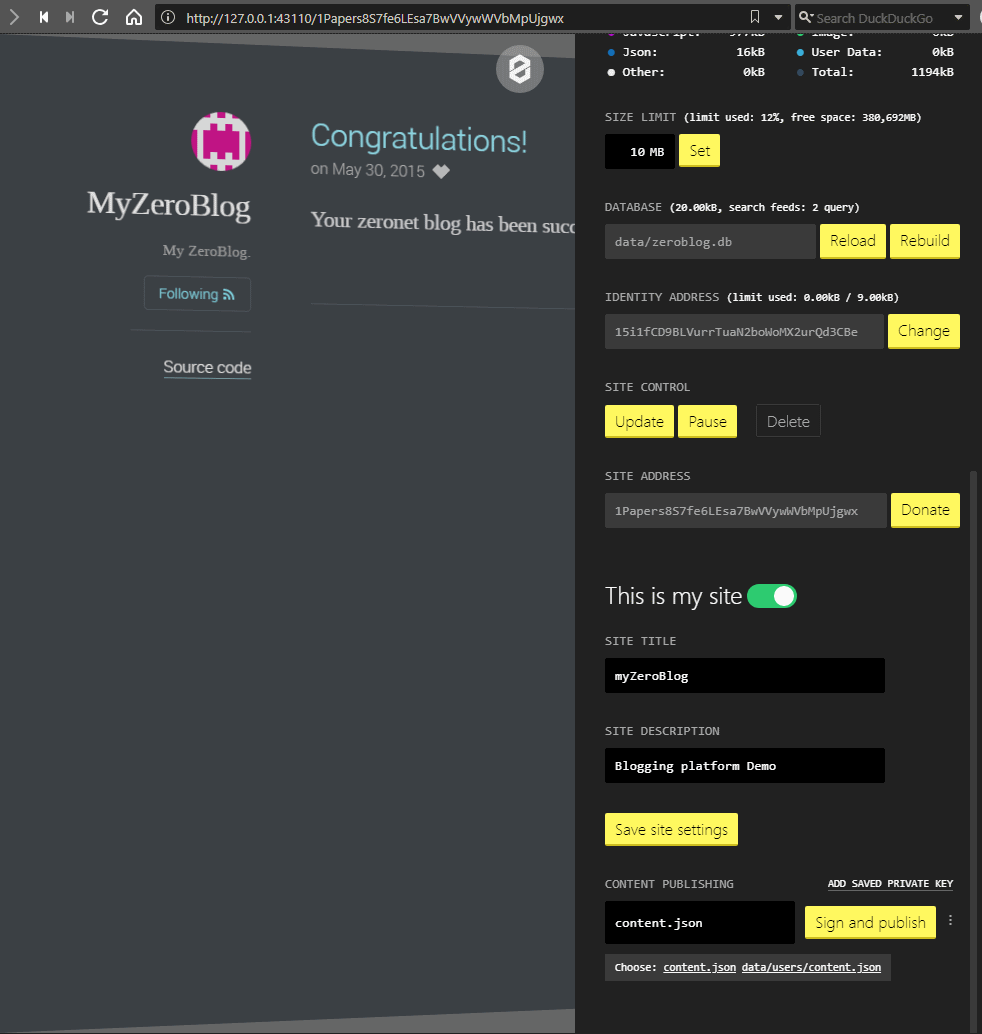 http://127.0.0.1:43110/1Papers8S7fe6LEsa7BwVVywWVbMpUjgwx
Search DuckDuckGo
Congratulations!
on May 30, 2015
MyZeroBlog
Your zeronet blog has been succ
My ZeroBlog.
Following
Source code
Javascript: 977kB
Image: 0kB
Json: 16kB
User Data: 0kB
Other: 0kB
Total: 1194kB
SIZE LIMIT (limit used: 12%, free space: 380,692MB)
10 MB Set
DATABASE (20.00kB, search feeds: 2 query)
data/zeroblog.db Reload Rebuild
IDENTITY ADDRESS (limit used: 0.00kB / 9.00kB)
15i1fCD9BLVurrTuaN2boWoMX2urQd3CBe Change
SITE CONTROL
Update Pause Delete
SITE ADDRESS
1Papers8S7fe6LEsa7BwVVywWVbMpUjgwx Donate
This is my site
SITE TITLE
myZeroBlog
SITE DESCRIPTION
Blogging platform Demo
Save site settings
CONTENT PUBLISHING ADD SAVED PRIVATE KEY
content.json Sign and publish
Choose: content.json data/users/content.json